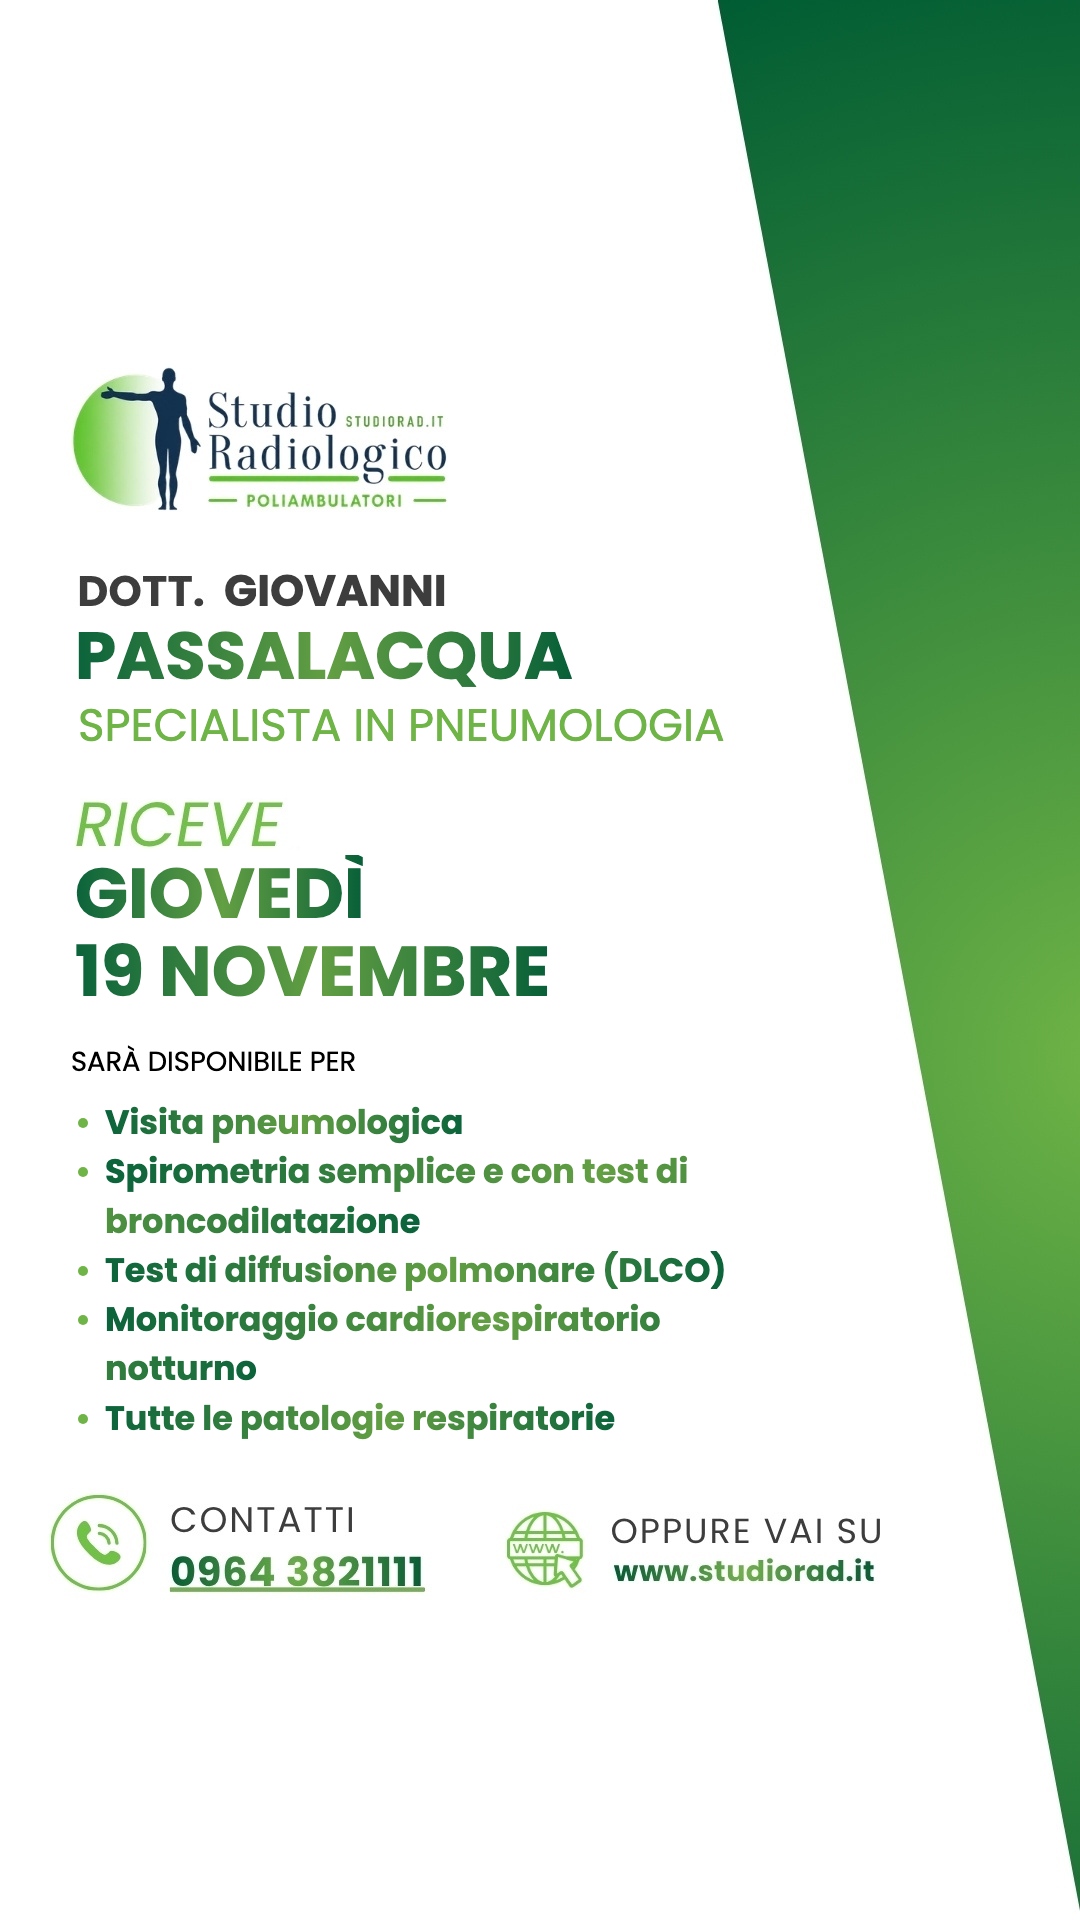 Studio STUDIORAD.IT
Radiologico
POLIAMBULATORI
DOTT. GIOVANNI
PASSALACQUA
SPECIALISTA IN PNEUMOLOGIA
RICEVE
GIOVEDÌ
19 NOVEMBRE
SARÀ DISPONIBILE PER
• Visita pneumologica
• Spirometria semplice e con test di
broncodilatazione
• Test di diffusione polmonare (DLCO)
• Monitoraggio cardiorespiratorio
notturno
• Tutte le patologie respiratorie
CONTATTI
0964 3821111
www.
OPPURE VAI SU
www.studiorad.it